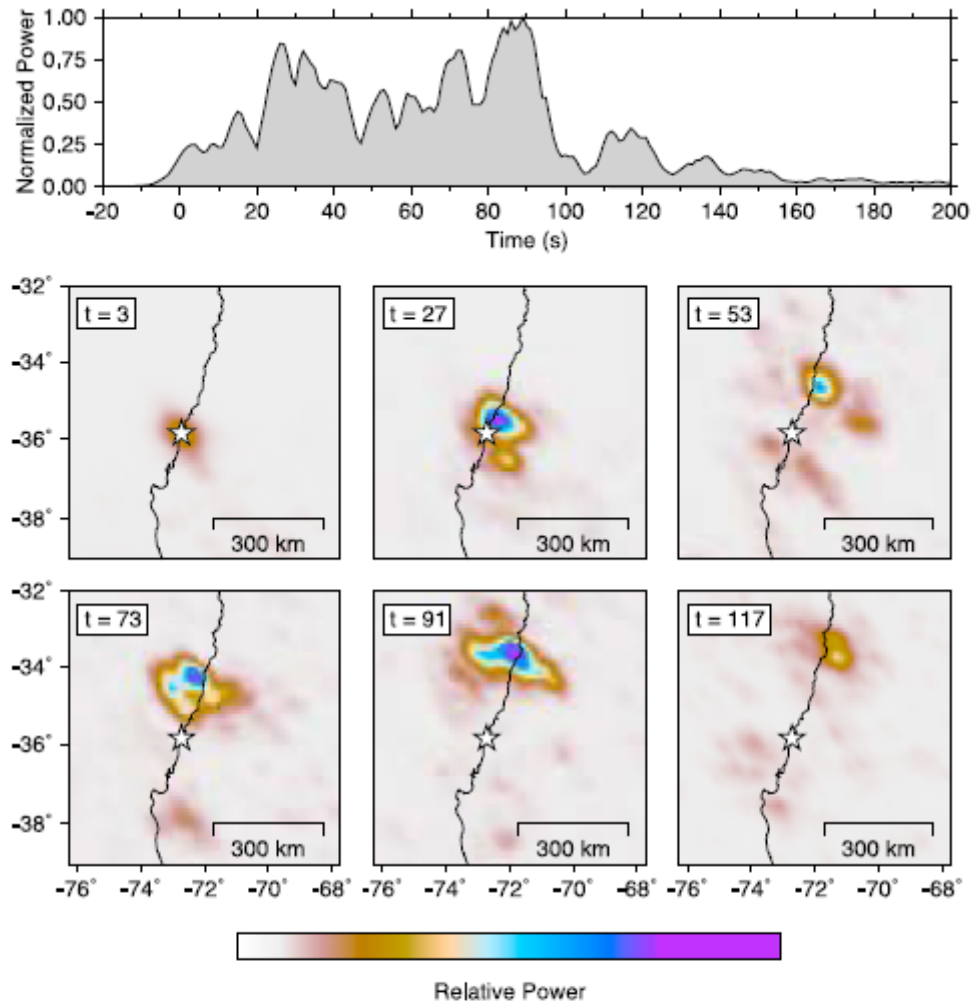 Normalized Power
1.00
0.75
0.50
0.25
0.00
-20 0 20 40 60 80 100 120 140 160 180 200
Time (s)
-32°
-34°
-36°
-38°
t = 3
300 km
t = 27
300 km
t = 53
300 km
-32°
-34°
-36°
-38°
t = 73
300 km
t = 91
300 km
t = 117
300 km
-76° -74° -72° -70° -68°
-76° -74° -72° -70° -68°
-76° -74° -72° -70° -68°
Relative Power